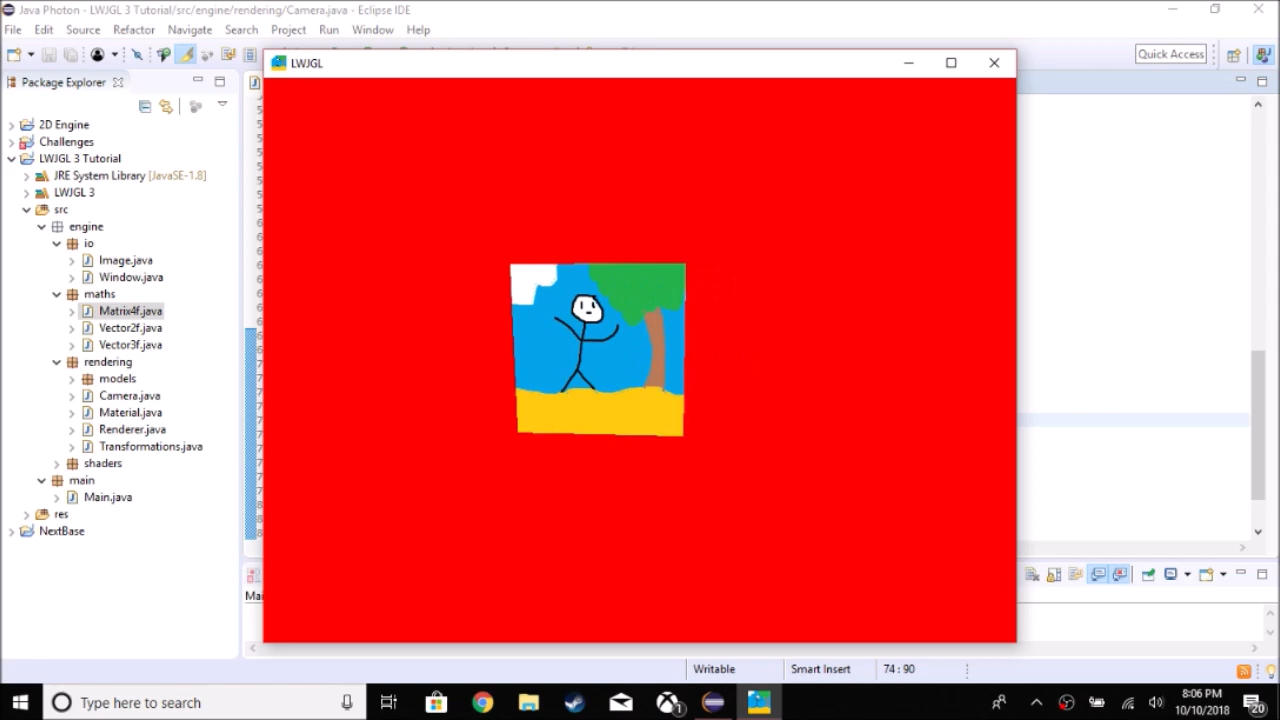 Java Photon - LWJGL 3 Tutorial/src/engine/rendering/Camera.java - Eclipse IDE
File Edit Source Refactor Navigate Search Project Run Window Help
Quick Access
LWJGL
Package Explorer
2D Engine
Challenges
LWJGL 3 Tutorial
JRE System Library [JavaSE-1.8]
LWJGL 3
src
engine
io
Image.java
Window.java
maths
Matrix4f.java
Vector2f.java
Vector3f.java
rendering
models
Camera.java
Material.java
Renderer.java
Transformations.java
shaders
main
Main.java
res
NextBase
Mai
Writable Smart Insert 74 : 90
Type here to search
1
8:06 PM
10/10/2018
20